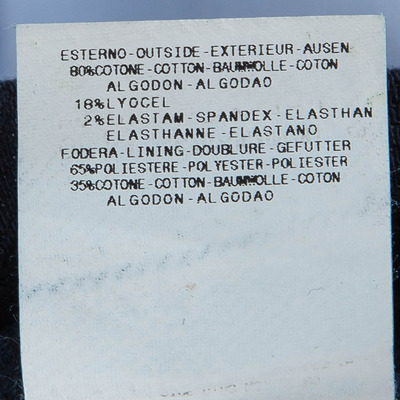 ESTERNO-OUTSIDE-EXTERIEUR-AUSEN
80%COTONE-COTTON-BAUMWOLLE-COTON
ALGODON-ALGODAO
18%LYOCEL
2%ELASTAM-SPANDEX-ELASTHAN
ELASTHANNE-ELASTANO
FODERA-LINING-DOUBLURE-GEFUTTER
65%POLIESTERE-POLYESTER-POLIESTER
35%COTONE-COTTON-BAUMWOLLE-COTON
ALGODON-ALGODAO